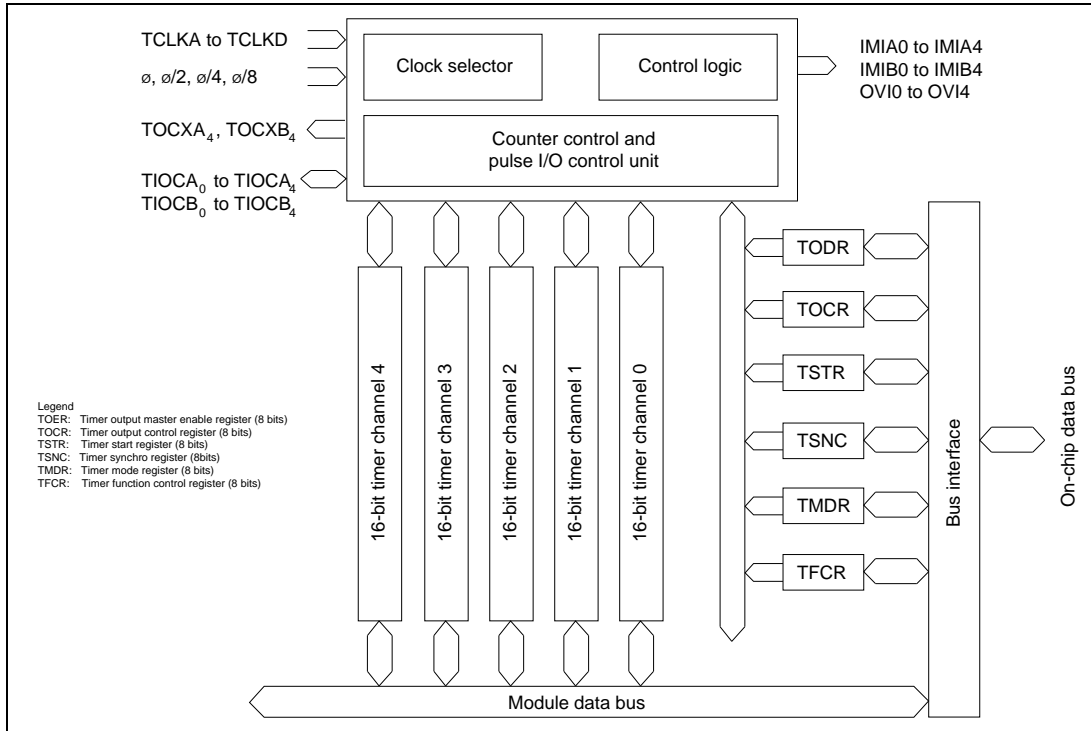 TCLKA to TCLKD
ø, ø/2, ø/4, ø/8
TOCXA4, TOCXB4
TIOCA0 to TIOCA4
TIOCB0 to TIOCB4
Clock selector
Control logic
Counter control and
pulse I/O control unit
IMIA0 to IMIA4
IMIB0 to IMIB4
OVI0 to OVI4
16-bit timer channel 4
16-bit timer channel 3
16-bit timer channel 2
16-bit timer channel 1
16-bit timer channel 0
TODR
TOCR
TSTR
TSNC
TMDR
TFCR
Bus interface
On-chip data bus
Module data bus
Legend
TOER: Timer output master enable register (8 bits)
TOCR: Timer output control register (8 bits)
TSTR: Timer start register (8 bits)
TSNC: Timer synchro register (8bits)
TMDR: Timer mode register (8 bits)
TFCR: Timer function control register (8 bits)